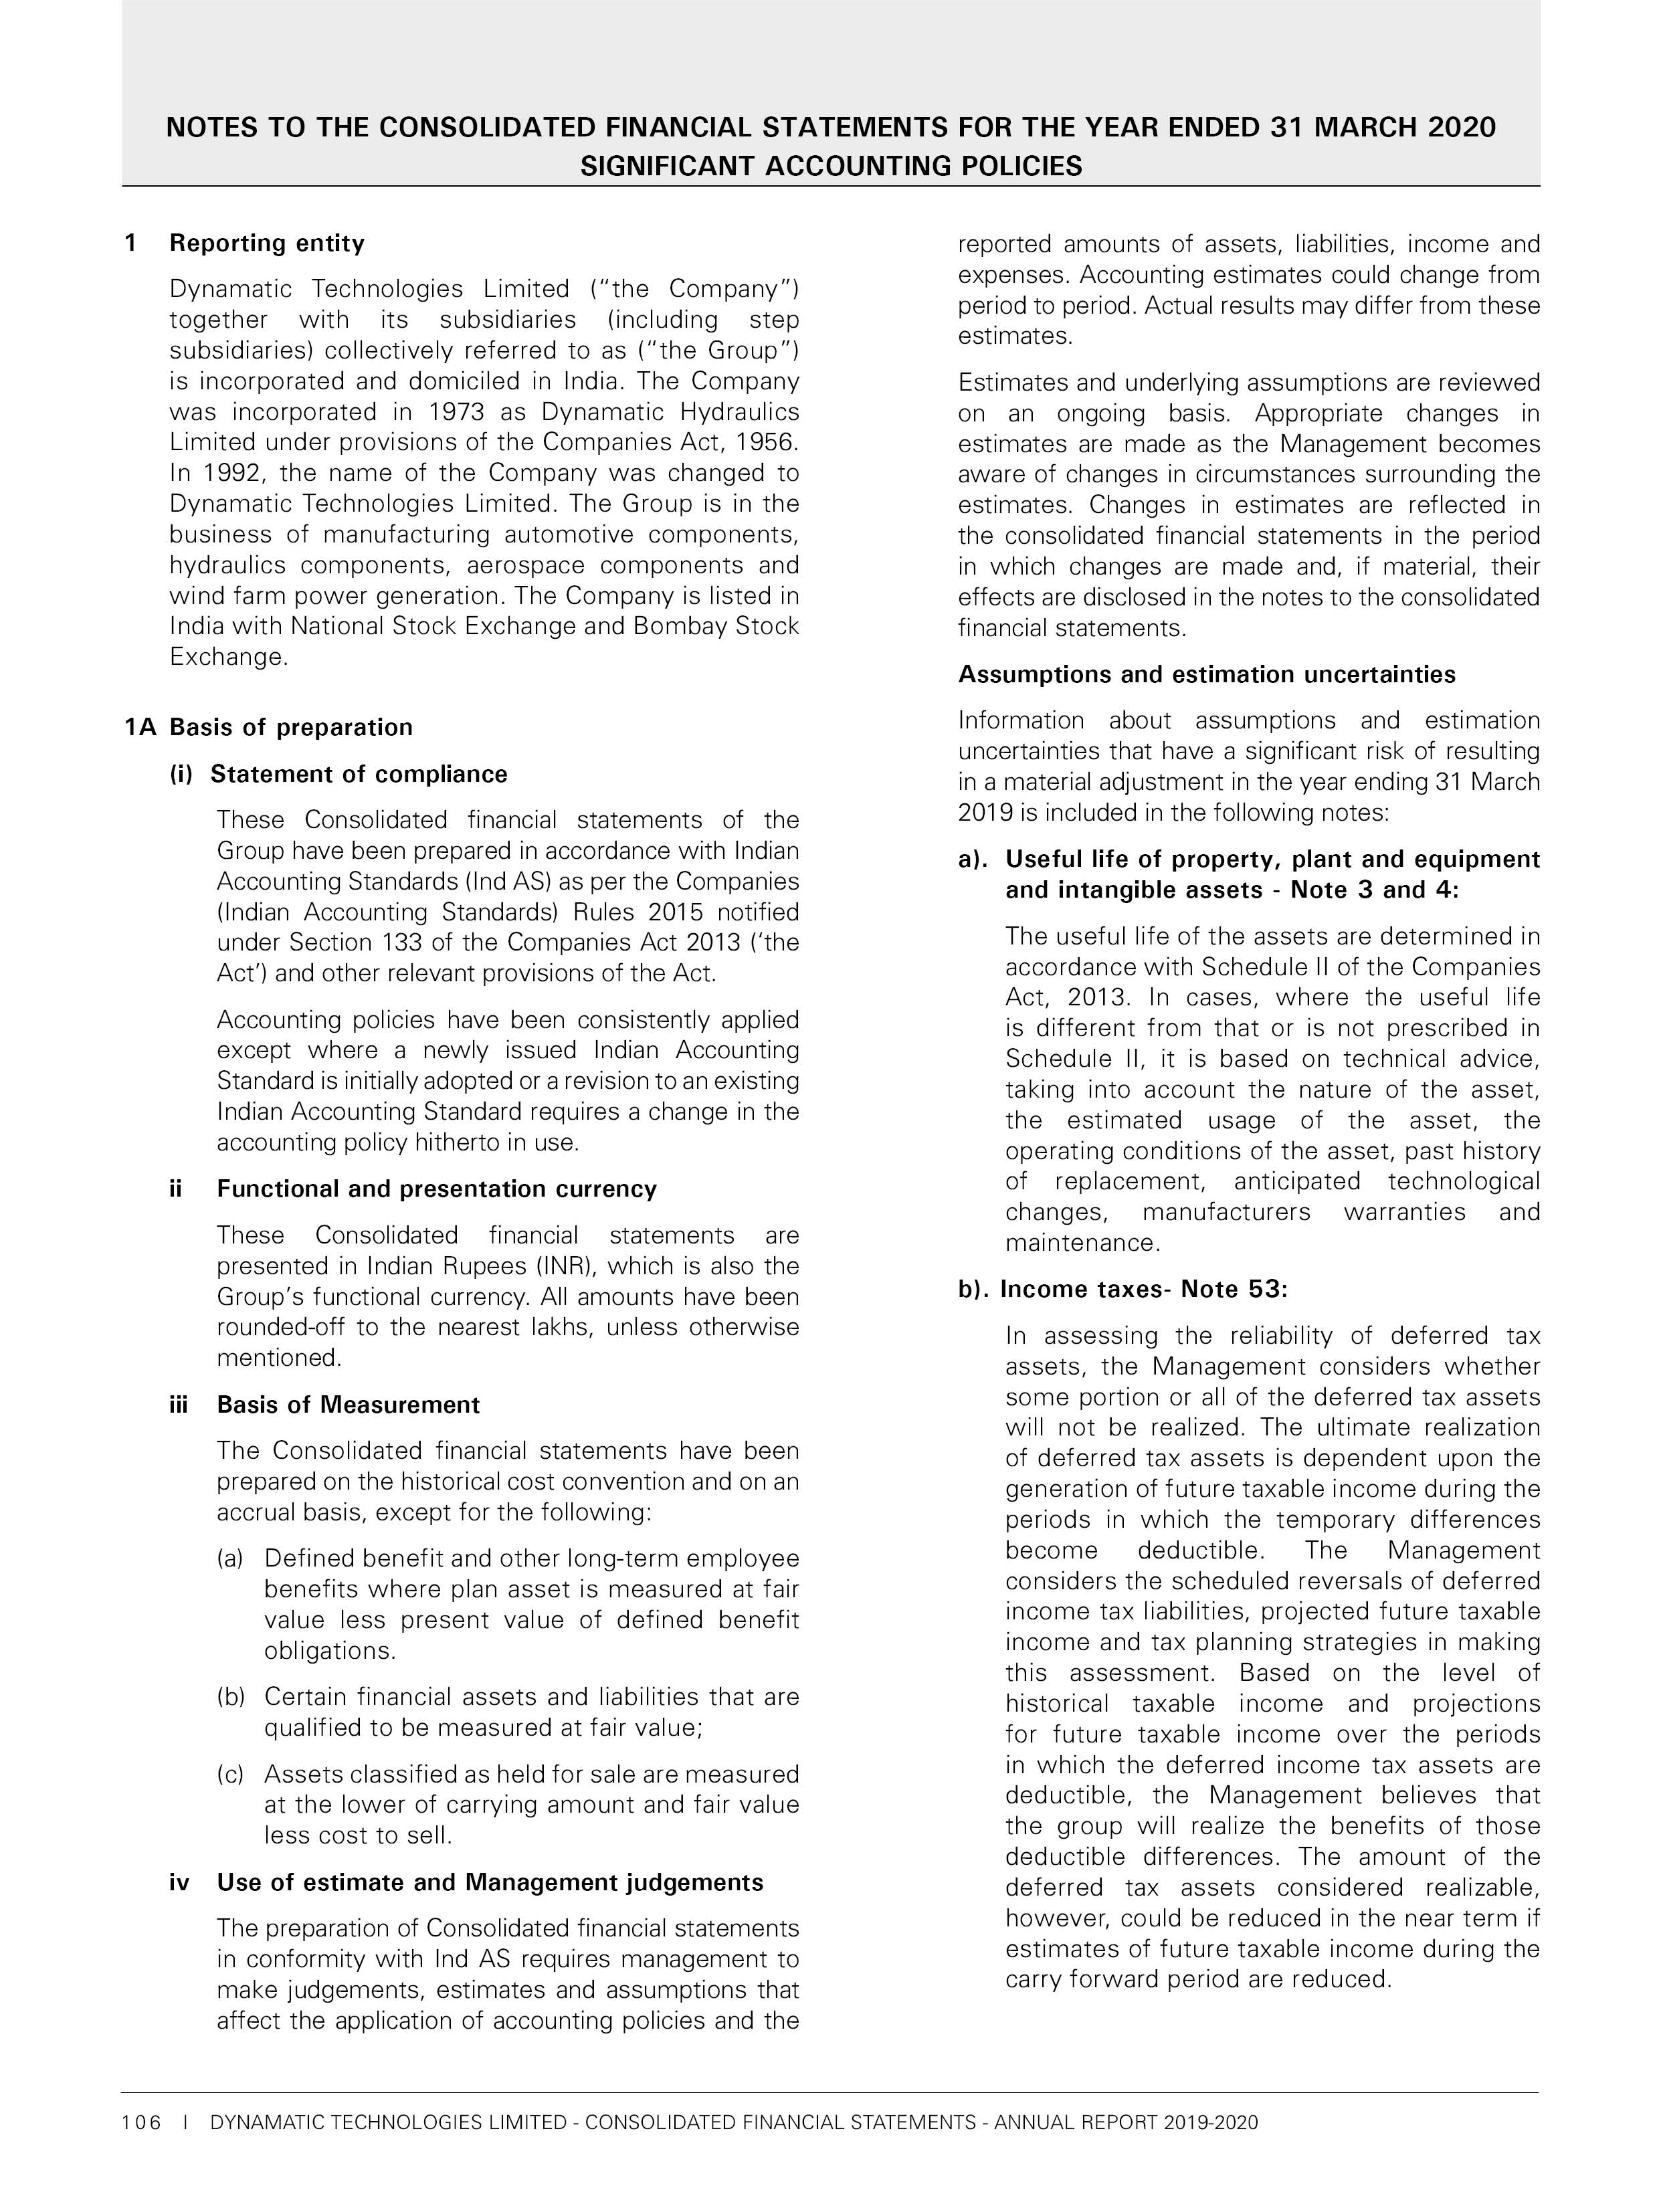 NOTES TO THE CONSOLIDATED FINANCIAL STATEMENTS FOR THE YEAR ENDED 31 MARCH 2020
SIGNIFICANT ACCOUNTING POLICIES
1 Reporting entity
Dynamatic Technologies Limited (“the Company”)
together with its subsidiaries (including step
subsidiaries) collectively referred to as (“the Group”)
is incorporated and domiciled in India. The Company
was incorporated in 1973 as Dynamatic Hydraulics
Limited under provisions of the Companies Act, 1956.
In 1992, the name of the Company was changed to
Dynamatic Technologies Limited. The Group is in the
business of manufacturing automotive components,
hydraulics components, aerospace components and
wind farm power generation. The Company is listed in
India with National Stock Exchange and Bombay Stock
Exchange.
1A Basis of preparation
(i) Statement of compliance
These Consolidated financial statements of the
Group have been prepared in accordance with Indian
Accounting Standards (Ind AS) as per the Companies
(Indian Accounting Standards) Rules 2015 notified
under Section 133 of the Companies Act 2013 (‘the
Act’) and other relevant provisions of the Act.
Accounting policies have been consistently applied
except where a newly issued Indian Accounting
Standard is initially adopted or a revision to an existing
Indian Accounting Standard requires a change in the
accounting policy hitherto in use.
ii Functional and presentation currency
These Consolidated financial statements are
presented in Indian Rupees (INR), which is also the
Group’s functional currency. All amounts have been
rounded-off to the nearest lakhs, unless otherwise
mentioned.
iii Basis of Measurement
The Consolidated financial statements have been
prepared on the historical cost convention and on an
accrual basis, except for the following:
(a) Defined benefit and other long-term employee
benefits where plan asset is measured at fair
value less present value of defined benefit
obligations.
(b) Certain financial assets and liabilities that are
qualified to be measured at fair value;
(c) Assets classified as held for sale are measured
at the lower of carrying amount and fair value
less cost to sell.
iv Use of estimate and Management judgements
The preparation of Consolidated financial statements
in conformity with Ind AS requires management to
make judgements, estimates and assumptions that
affect the application of accounting policies and the
reported amounts of assets, liabilities, income and
expenses. Accounting estimates could change from
period to period. Actual results may differ from these
estimates.
Estimates and underlying assumptions are reviewed
on an ongoing basis. Appropriate changes in
estimates are made as the Management becomes
aware of changes in circumstances surrounding the
estimates. Changes in estimates are reflected in
the consolidated financial statements in the period
in which changes are made and, if material, their
effects are disclosed in the notes to the consolidated
financial statements.
Assumptions and estimation uncertainties
Information about assumptions and estimation
uncertainties that have a significant risk of resulting
in a material adjustment in the year ending 31 March
2019 is included in the following notes:
a). Useful life of property, plant and equipment
and intangible assets - Note 3 and 4:
The useful life of the assets are determined in
accordance with Schedule II of the Companies
Act, 2013. In cases, where the useful life
is different from that or is not prescribed in
Schedule II, it is based on technical advice,
taking into account the nature of the asset,
the estimated usage of the asset, the
operating conditions of the asset, past history
of replacement, anticipated technological
changes, manufacturers warranties and
maintenance.
b). Income taxes- Note 53:
In assessing the reliability of deferred tax
assets, the Management considers whether
some portion or all of the deferred tax assets
will not be realized. The ultimate realization
of deferred tax assets is dependent upon the
generation of future taxable income during the
periods in which the temporary differences
become deductible. The Management
considers the scheduled reversals of deferred
income tax liabilities, projected future taxable
income and tax planning strategies in making
this assessment. Based on the level of
historical taxable income and projections
for future taxable income over the periods
in which the deferred income tax assets are
deductible, the Management believes that
the group will realize the benefits of those
deductible differences. The amount of the
deferred tax assets considered realizable,
however, could be reduced in the near term if
estimates of future taxable income during the
carry forward period are reduced.
106 I DYNAMATIC TECHNOLOGIES LIMITED - CONSOLIDATED FINANCIAL STATEMENTS - ANNUAL REPORT 2019-2020